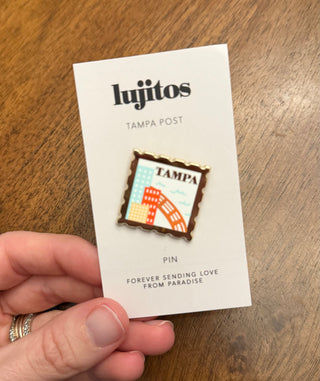 lujitos
TAMPA POST
TAMPA
PIN
FOREVER SENDING LOVE
FROM PARADISE